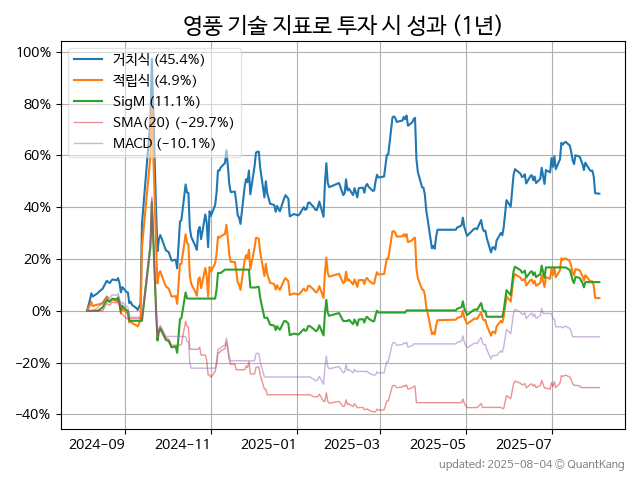 영풍 기술 지표로 투자 시 성과 (1년)
100%
80%
60%
40%
20%
0%
−20%
−40%
거치식 (45.4%)
적립식 (4.9%)
SigM (11.1%)
SMA(20) (−29.7%)
MACD (−10.1%)
2024-09
2024-11
2025-01
2025-03
2025-05
2025-07
updated: 2025-08-04 © QuantKang